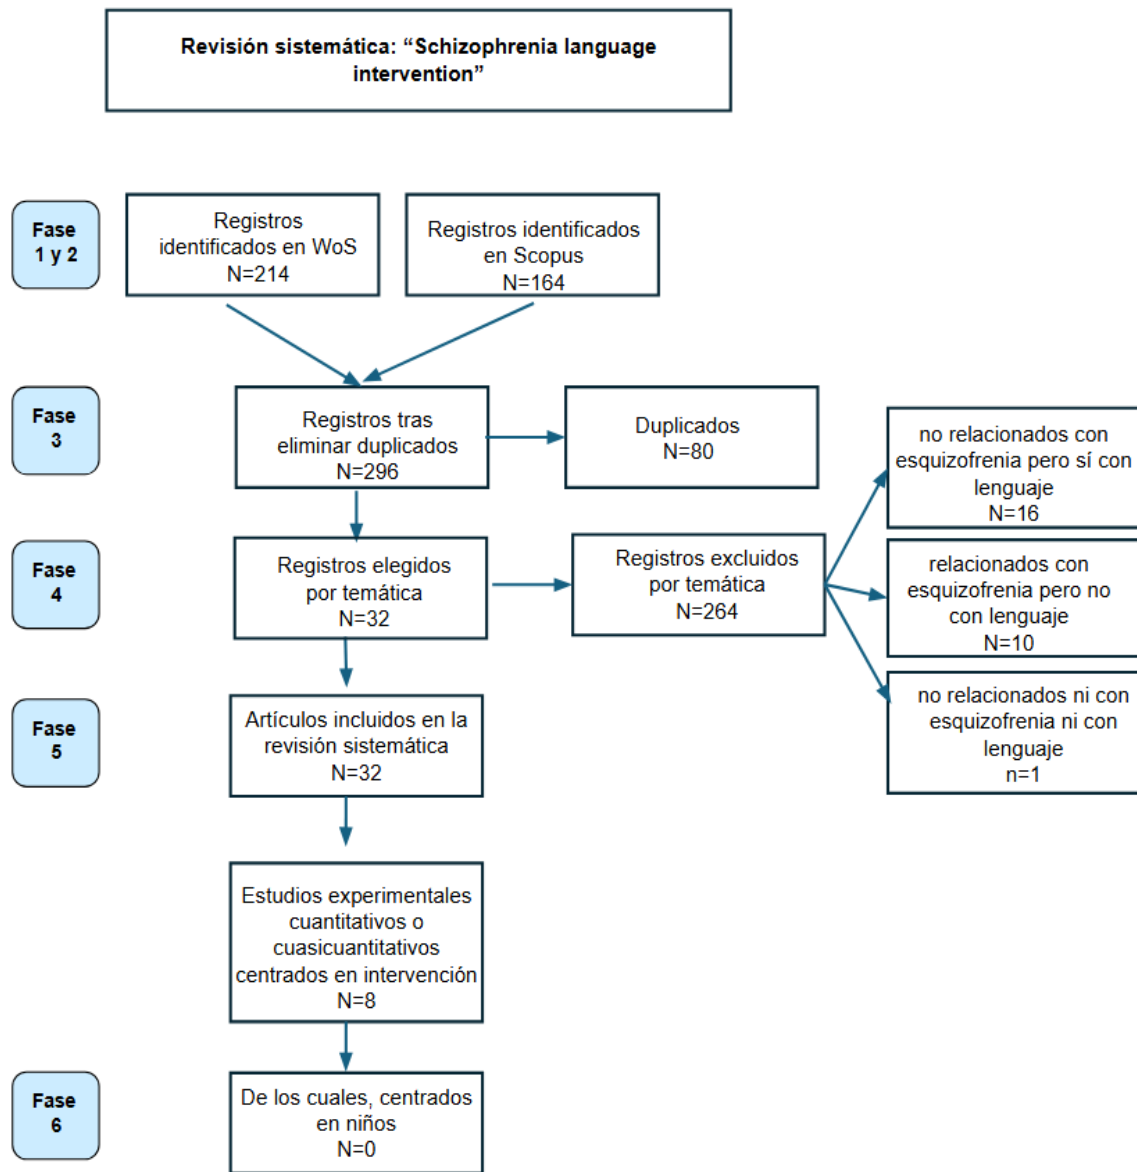 Revisión sistemática: “Schizophrenia language
intervention”
Fase
1 y 2
Registros
identificados en WoS
N=214
Registros identificados
en Scopus
N=164
Fase
3
Registros tras
eliminar duplicados
N=296
Duplicados
N=80
no relacionados con
esquizofrenia pero sí con
lenguaje
N=16
Fase
4
Registros elegidos
por temática
N=32
Registros excluidos
por temática
N=264
relacionados con
esquizofrenia pero no
con lenguaje
N=10
no relacionados ni con
esquizofrenia ni con
lenguaje
n=1
Fase
5
Artículos incluidos en la
revisión sistemática
N=32
Estudios experimentales
cuantitativos o
cuasicuantitativos
centrados en intervención
N=8
Fase
6
De los cuales, centrados
en niños
N=0